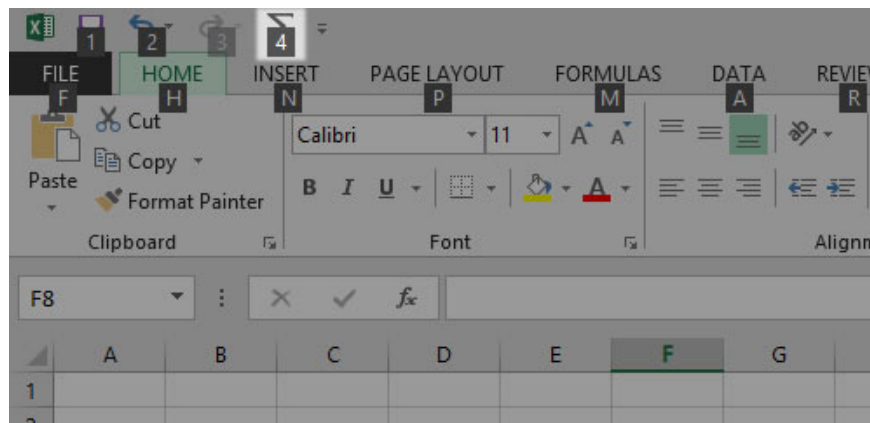 1 2 3 4
FILE HOME INSERT PAGE LAYOUT FORMULAS DATA REVIEW
F H N P M A R
Cut
Copy
Paste
Format Painter
Calibri 11 A A
B I U A
Clipboard Font Alignm
F8 fx
A B C D E F G
1